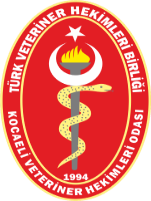 TÜRK VETERİNER HEKİMLERİ BİRLİĞİ
1994
KOCAELİ VETERİNER HEKİMLERİ ODASI